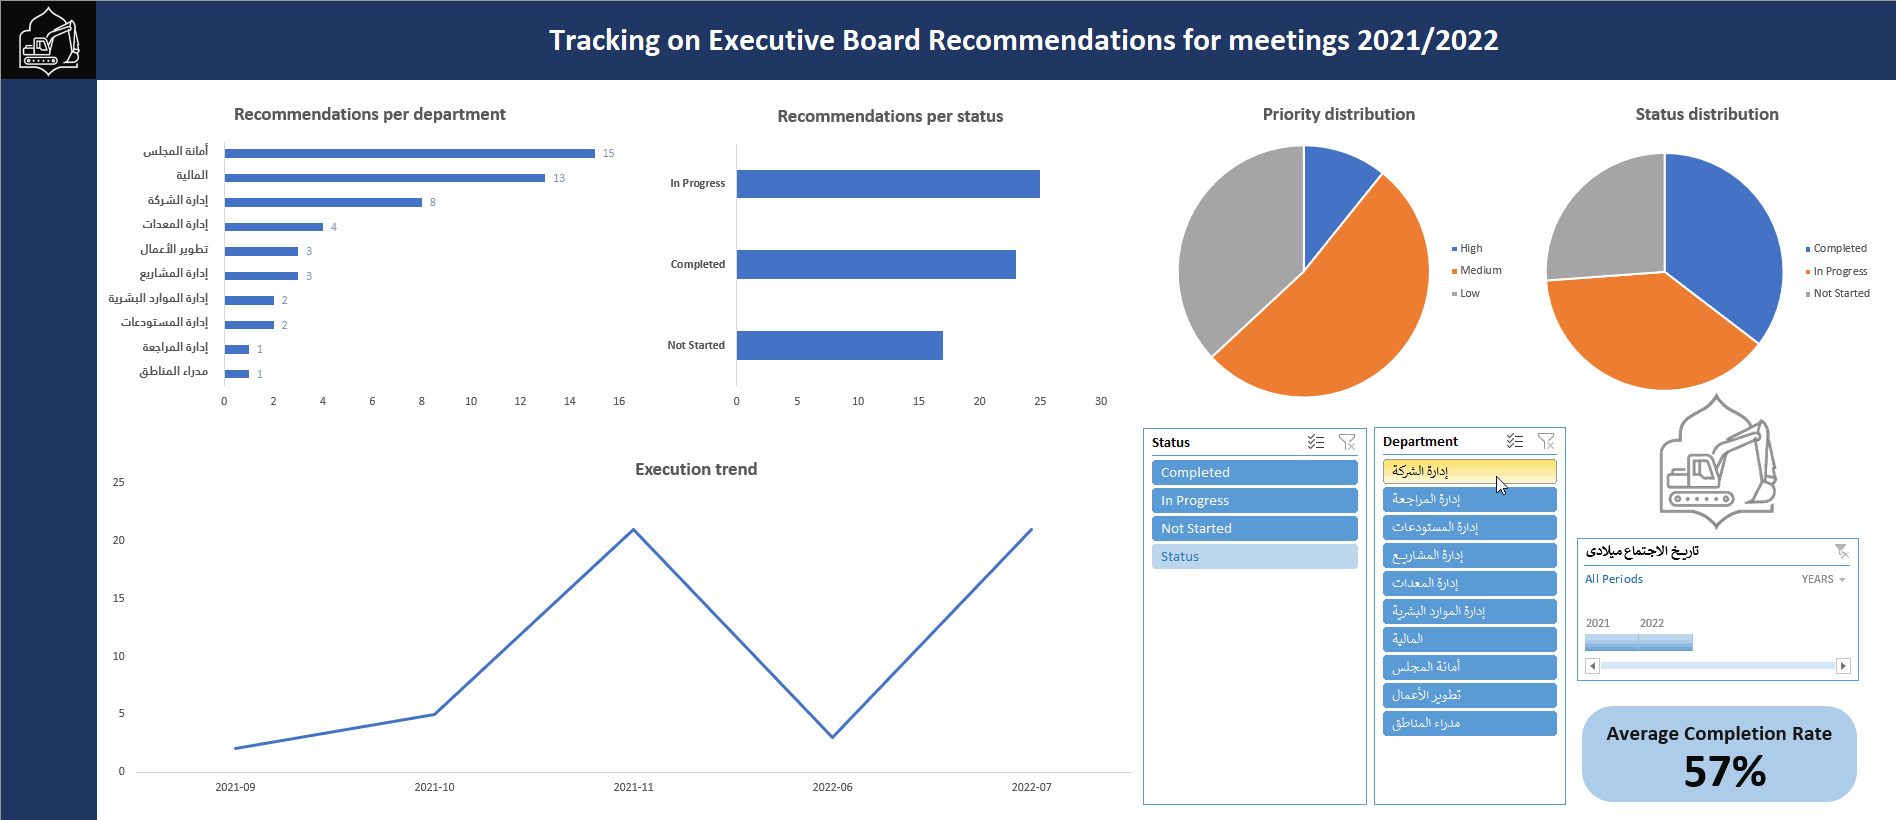 Tracking on Executive Board Recommendations for meetings 2021/2022
Recommendations per department
أمانة المجلس 15
المالية 13
إدارة الشركة 8
إدارة المعدات 4
تطوير الأعمال 3
إدارة المشاريع 3
إدارة الموارد البشرية 2
إدارة المستودعات 2
إدارة المراجعة 1
مدراء المناطق 1
0 2 4 6 8 10 12 14 16
Recommendations per status
In Progress
Completed
Not Started
0 5 10 15 20 25 30
Priority distribution
High
Medium
Low
Status distribution
Completed
In Progress
Not Started
Execution trend
25
20
15
10
5
0
2021-09 2021-10 2021-11 2022-06 2022-07
Status
Completed
In Progress
Not Started
Status
Department
إدارة الشركة
إدارة المراجعة
إدارة المستودعات
إدارة المشاريع
إدارة المعدات
إدارة الموارد البشرية
المالية
أمانة المجلس
تطوير الأعمال
مدراء المناطق
تاريخ الاجتماع ميلادى
All Periods YEARS
2021 2022
Average Completion Rate
57%